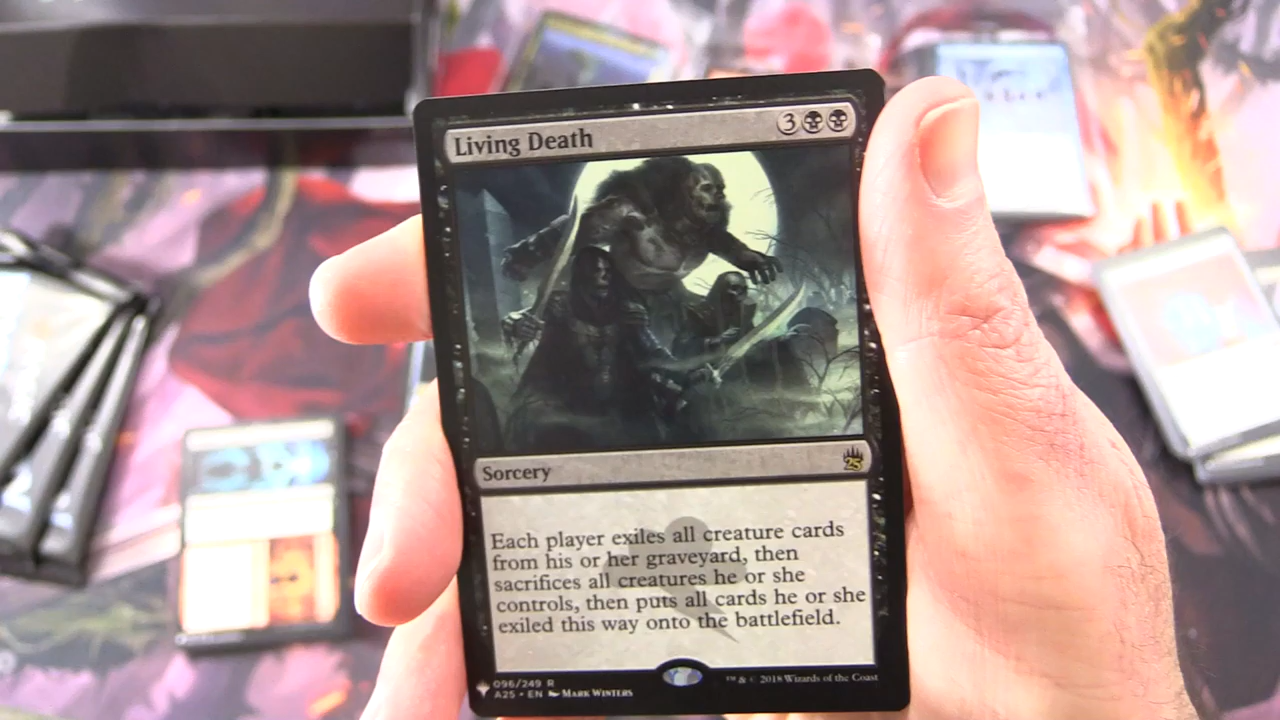 Living Death 3
Sorcery
25
Each player exiles all creature cards
from his or her graveyard, then
sacrifices all creatures he or she
controls, then puts all cards he or she
exiled this way onto the battlefield.
096/249 R
A25 • EN MARK WINTERS
™ & © 2018 Wizards of the Coast